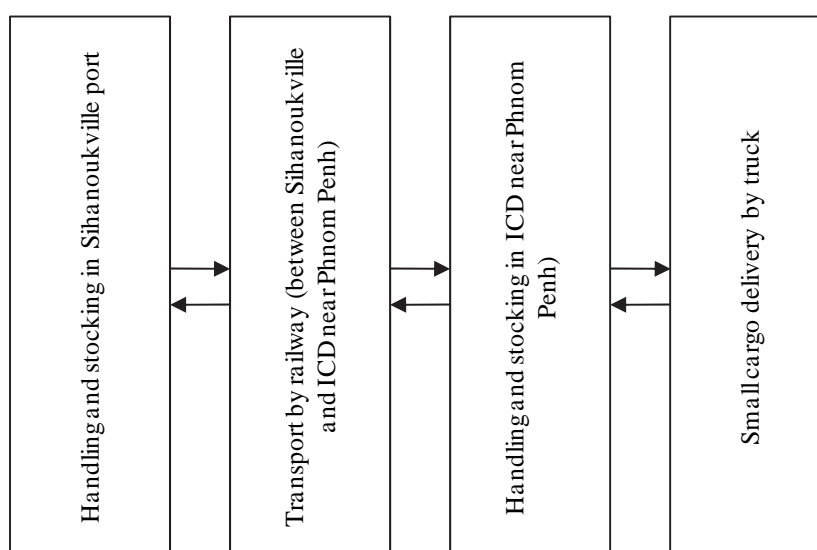 Handling and stocking in Sihanoukville port
Transport by railway (between Sihanoukville
and ICD near Phnom Penh)
Handling and stocking in ICD near Phnom
Penh)
Small cargo delivery by truck